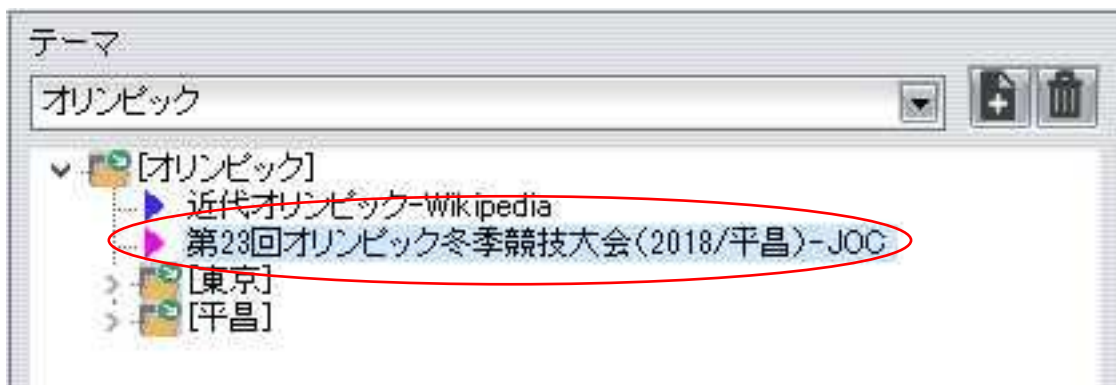 テーマ
オリンピック
[オリンピック]
近代オリンピック-Wikipedia
第23回オリンピック冬季競技大会(2018/平昌)-JOC
[東京]
[平昌]